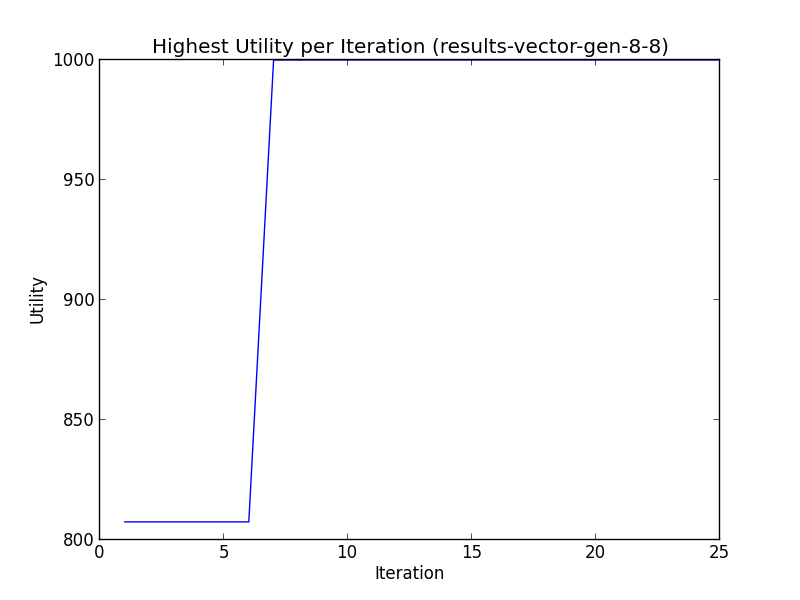 Highest Utility per Iteration (results-vector-gen-8-8)
1000
950
900
850
800
Utility
0 5 10 15 20 25
Iteration